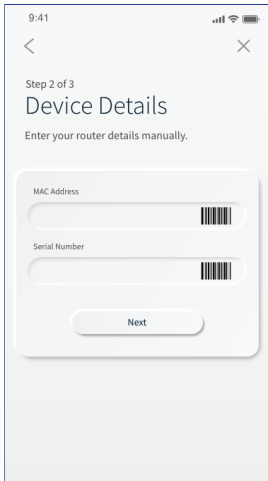 9:41
Step 2 of 3
Device Details
Enter your router details manually.
MAC Address
Serial Number
Next